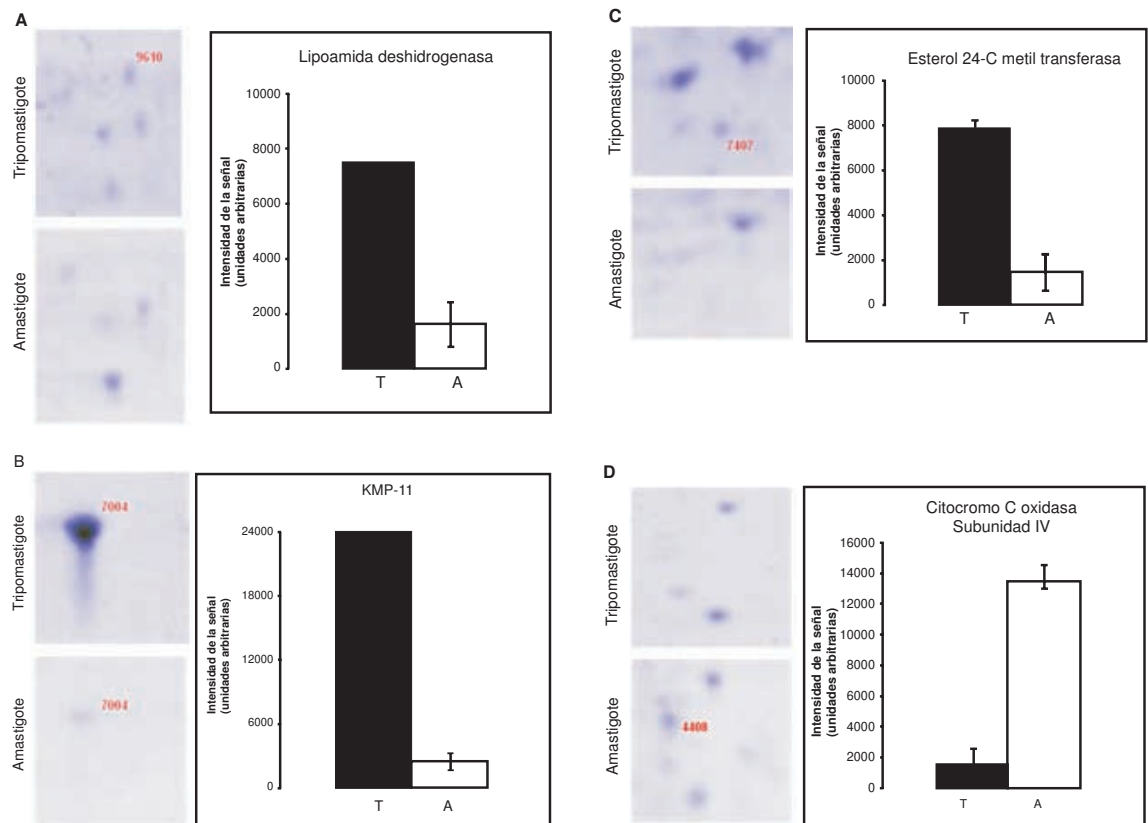 A
Tripomastigote
9610
Amastigote
Lipoamida deshidrogenasa
Intensidad de la señal
(unidades arbitrarias)
10000
8000
6000
4000
2000
0
T
A
B
Tripomastigote
7004
Amastigote
7004
KMP-11
Intensidad de la señal
(unidades arbitrarias)
24000
18000
12000
6000
0
T
A
C
Tripomastigote
7407
Amastigote
Esterol 24-C metil transferasa
Intensidad de la señal
(unidades arbitrarias)
10000
8000
6000
4000
2000
0
T
A
D
Tripomastigote
Amastigote
4408
Citocromo C oxidasa
Subunidad IV
Intensidad de la señal
(unidades arbitrarias)
16000
14000
12000
10000
8000
6000
4000
2000
0
T
A